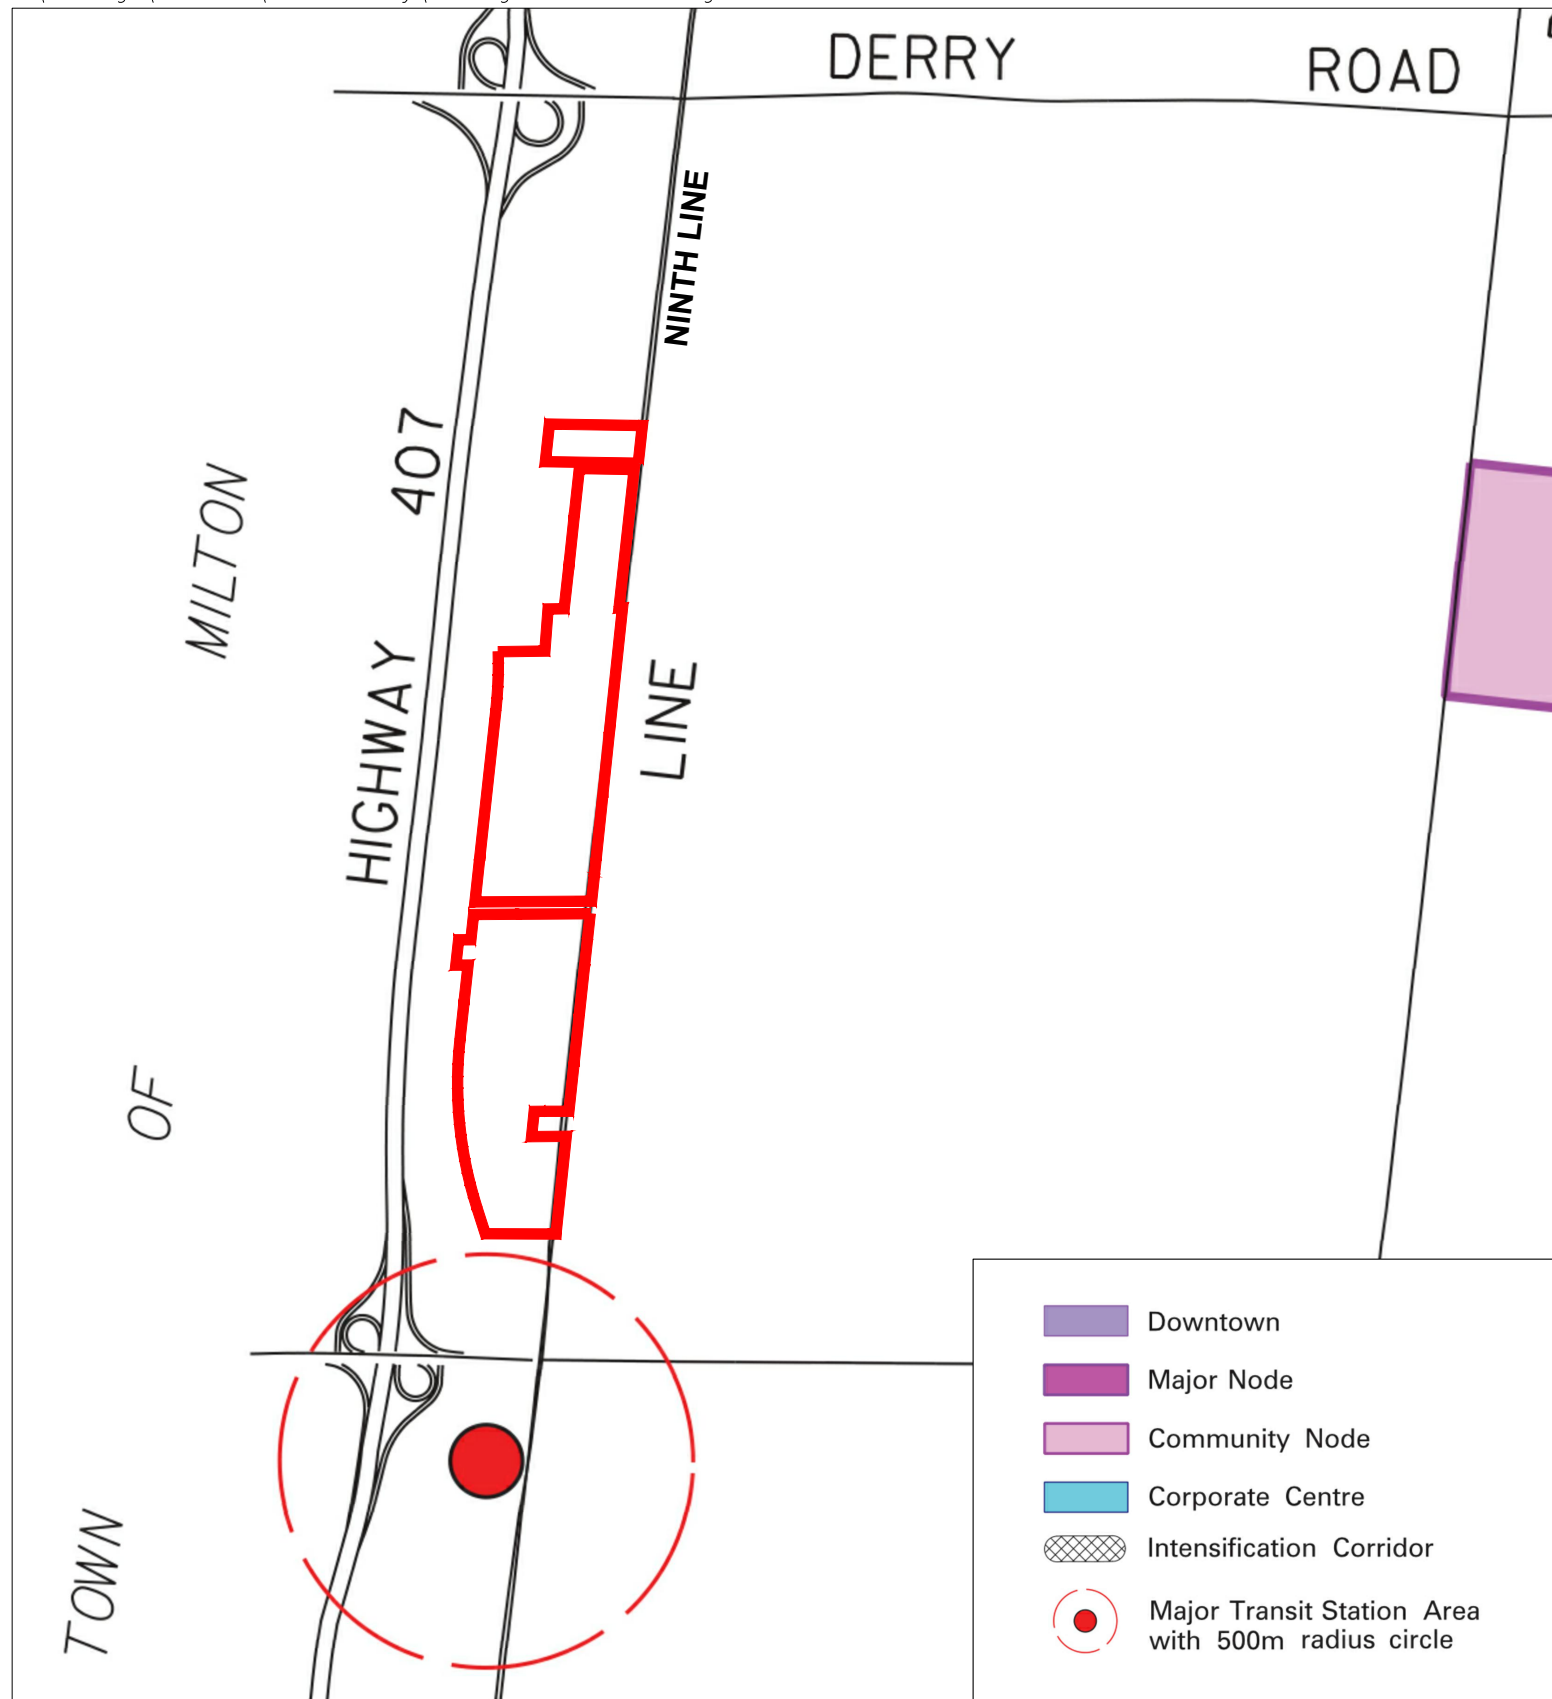 DERRY ROAD
NINTH LINE
HIGHWAY 407
LINE
TOWN OF MILTON
Downtown
Major Node
Community Node
Corporate Centre
Intensification Corridor
Major Transit Station Area
with 500m radius circle